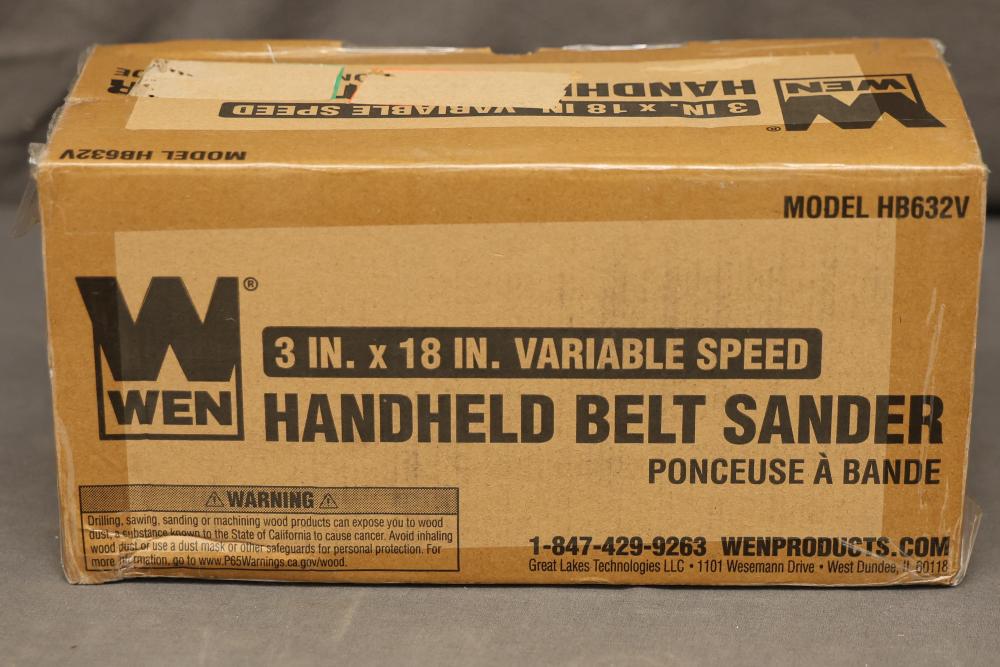 WEN
HANDH
3 IN. x 18 IN. VARIABLE SPEED
MODEL HB632V
MODEL HB632V
W®
WEN
3 IN. x 18 IN. VARIABLE SPEED
HANDHELD BELT SANDER
PONCEUSE À BANDE
⚠ WARNING ⚠
Drilling, sawing, sanding or machining wood products can expose you to wood
dust, a substance known to the State of California to cause cancer. Avoid inhaling
wood dust or use a dust mask or other safeguards for personal protection. For
more information, go to www.P65Warnings.ca.gov/wood.
1-847-429-9263 WENPRODUCTS.COM
Great Lakes Technologies LLC • 1101 Wesemann Drive • West Dundee, IL 60118